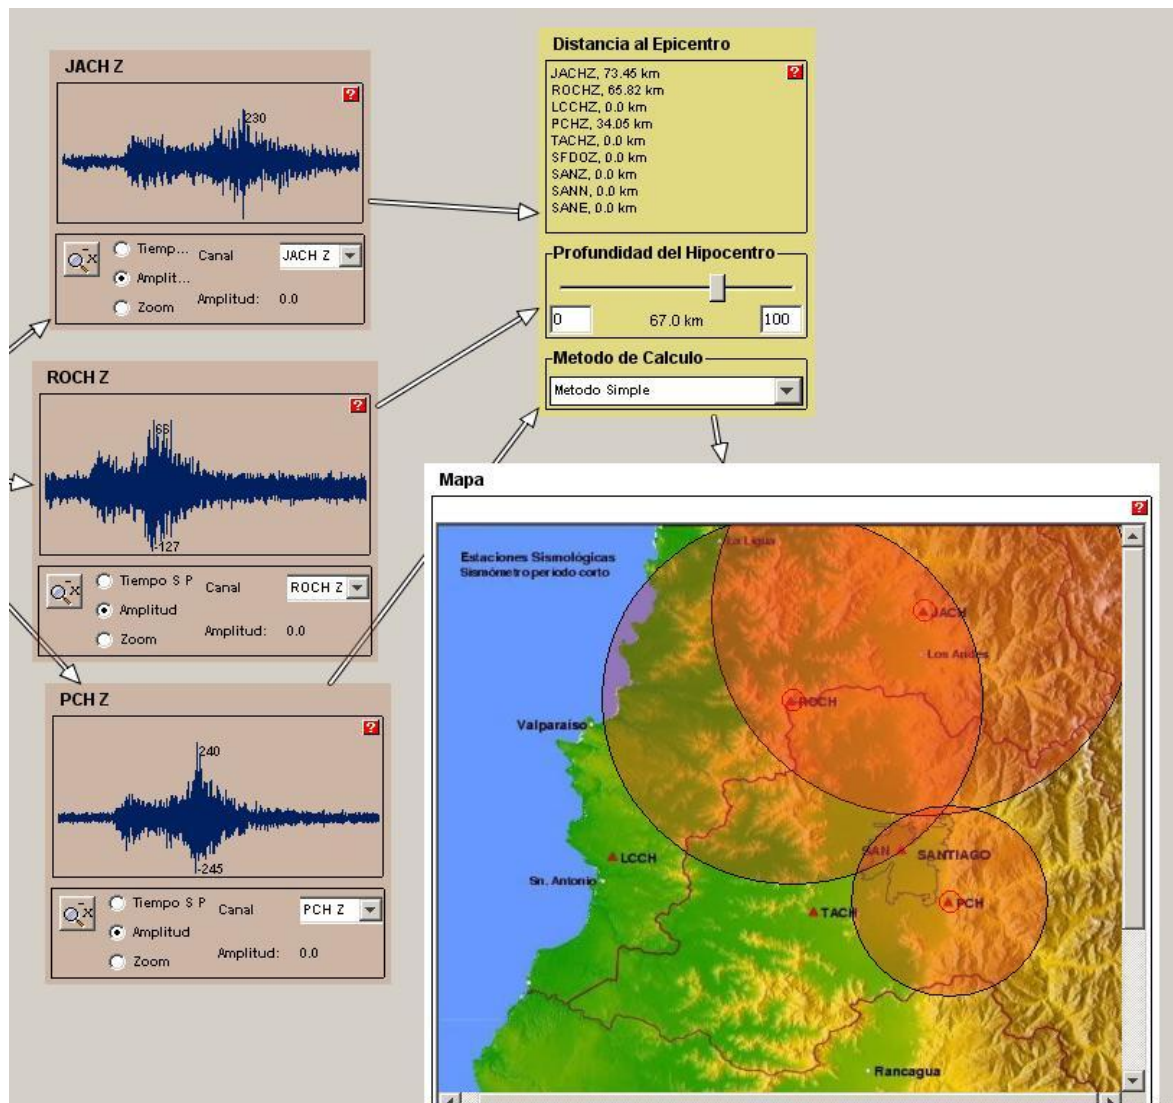 JACH Z
?
230
Tiemp...
Canal
JACH Z
Amplit...
Zoom
Amplitud: 0.0
ROCH Z
?
66
-127
Tiempo S P
Canal
ROCH Z
Amplitud
Zoom
Amplitud: 0.0
PCH Z
?
240
-245
Tiempo S P
Canal
PCH Z
Amplitud
Zoom
Amplitud: 0.0
Distancia al Epicentro
?
JACHZ, 73.45 km
ROCHZ, 65.82 km
LCCHZ, 0.0 km
PCHZ, 34.05 km
TACHZ, 0.0 km
SFDOZ, 0.0 km
SANZ, 0.0 km
SANN, 0.0 km
SANE, 0.0 km
Profundidad del Hipocentro
0 67.0 km 100
Metodo de Calculo
Metodo Simple
Mapa
?
La Ligua
Estaciones Sismológicas
Sismómetro periodo corto
JACH
Los Andes
ROCH
Valparaíso
SAN SANTIAGO
LCCH
Sn. Antonio
PCH
TACH
Rancagua